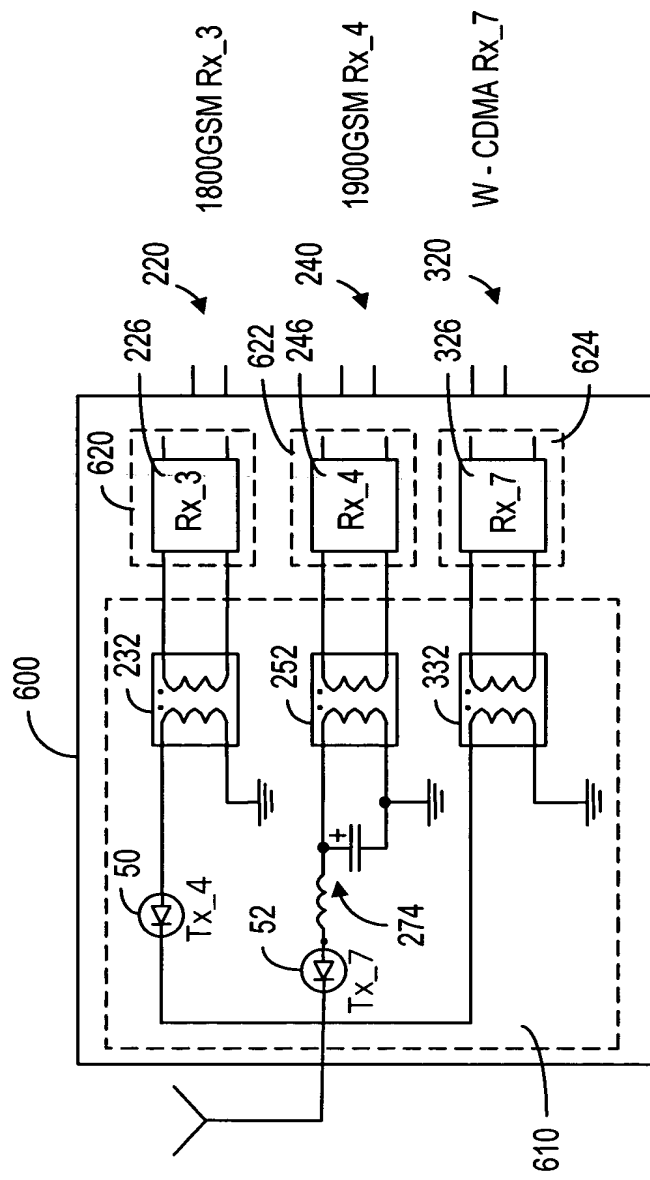 600
610
50
Tx_4
52
Tx_7
274
+
232
252
332
620
226
Rx_3
220
1800GSM Rx_3
622
246
Rx_4
240
1900GSM Rx_4
326
Rx_7
624
320
W - CDMA Rx_7